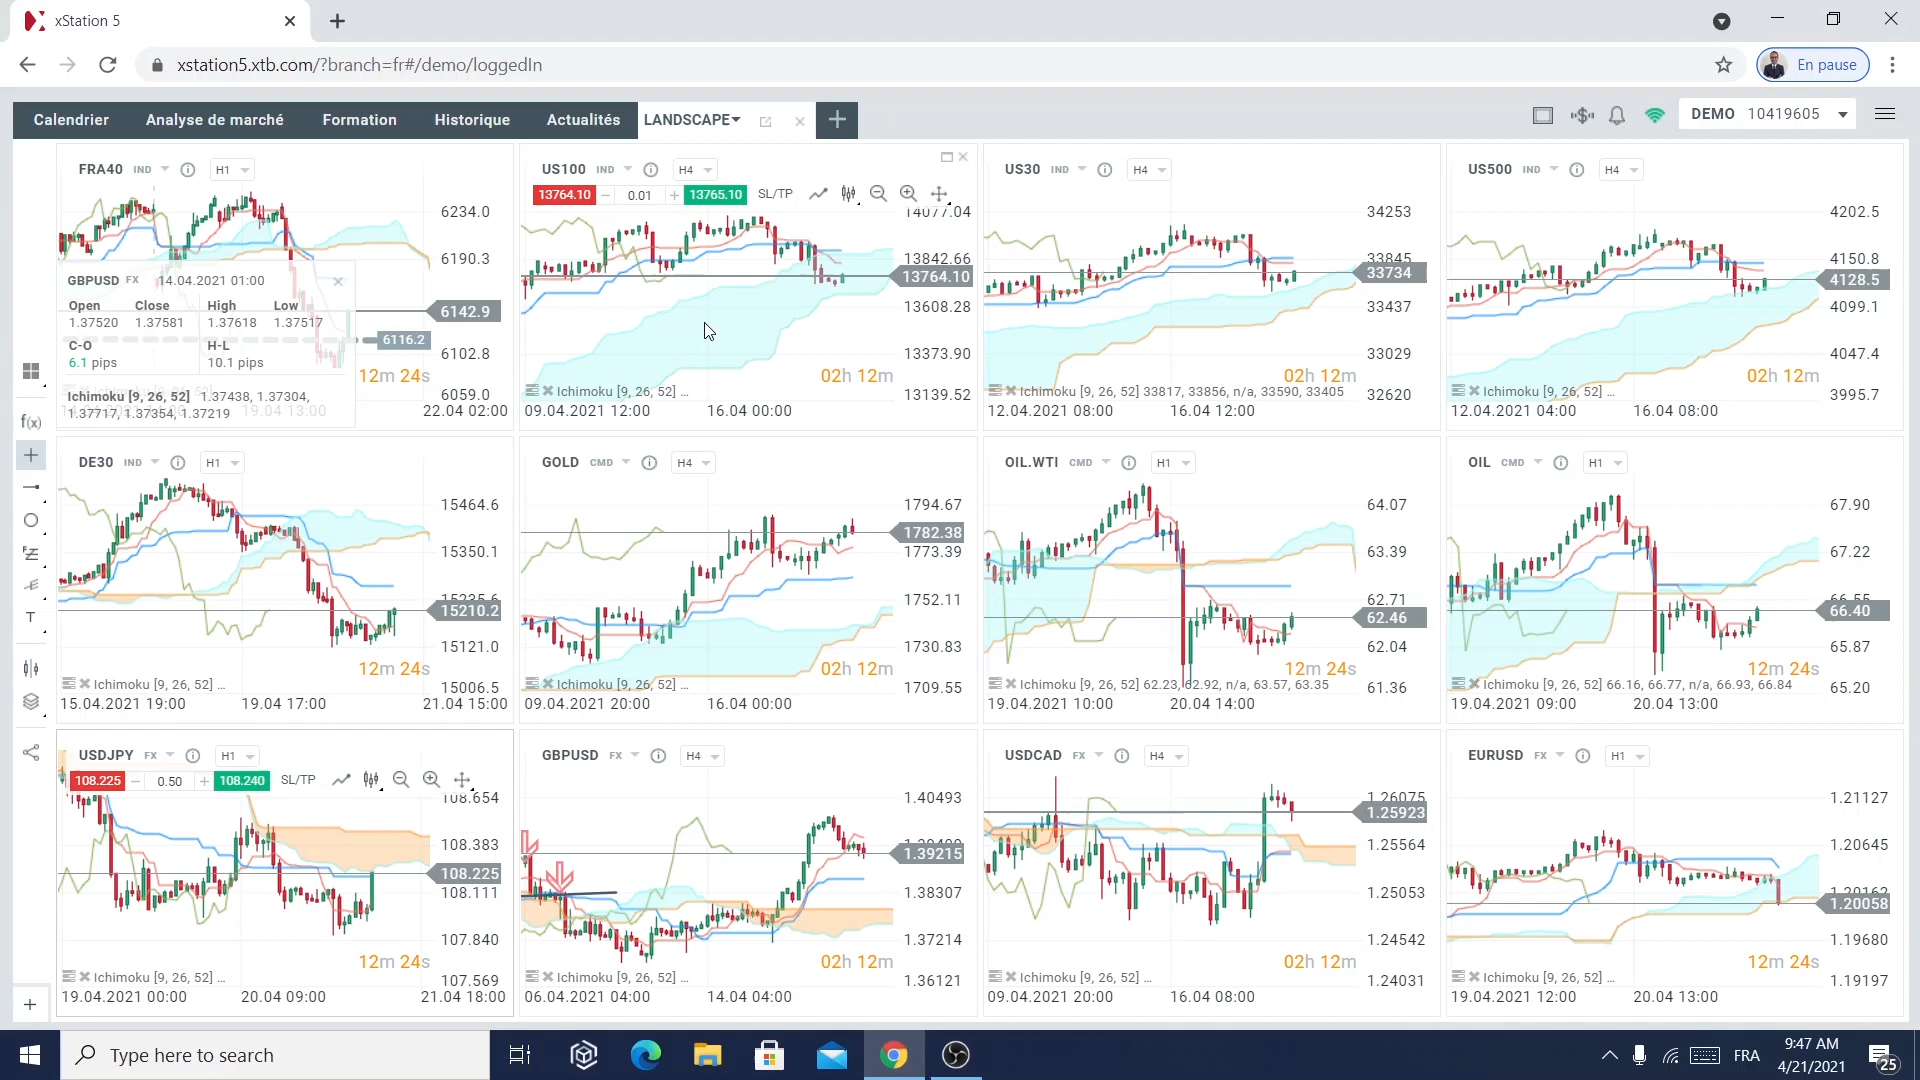 xStation 5
xstation5.xtb.com/?branch=fr#/demo/loggedIn
En pause
Calendrier
Analyse de marché
Formation
Historique
Actualités
LANDSCAPE
DEMO 10419605
FRA40 IND H1
6234.0
6190.3
6142.9
6116.2
6102.8
6059.0
12m 24s
GBPUSD FX 14.04.2021 01:00
Open Close High Low
1.37520 1.37581 1.37618 1.37517
C-O H-L
6.1 pips 10.1 pips
Ichimoku [9, 26, 52] 1.37438, 1.37304,
1.37717, 1.37354, 1.37219
19.04 13:00
22.04 02:00
US100 IND H4
13764.10 − 0.01 + 13765.10 SL/TP
14077.04
13842.66
13764.10
13608.28
13373.90
13139.52
02h 12m
Ichimoku [9, 26, 52] ...
09.04.2021 12:00 16.04 00:00
US30 IND H4
34253
33845
33734
33437
33029
32620
02h 12m
Ichimoku [9, 26, 52] 33817, 33856, n/a, 33590, 33405
12.04.2021 08:00 16.04 12:00
US500 IND H4
4202.5
4150.8
4128.5
4099.1
4047.4
3995.7
02h 12m
Ichimoku [9, 26, 52] ...
12.04.2021 04:00 16.04 08:00
DE30 IND H1
15464.6
15350.1
15235.6
15210.2
15121.0
15006.5
12m 24s
Ichimoku [9, 26, 52] ...
15.04.2021 19:00 19.04 17:00 21.04 15:00
GOLD CMD H4
1794.67
1782.38
1773.39
1752.11
1730.83
1709.55
02h 12m
Ichimoku [9, 26, 52] ...
09.04.2021 20:00 16.04 00:00
OIL.WTI CMD H1
64.07
63.39
62.71
62.46
62.04
61.36
12m 24s
Ichimoku [9, 26, 52] 62.23, 62.92, n/a, 63.57, 63.35
19.04.2021 10:00 20.04 14:00
OIL CMD H1
67.90
67.22
66.55
66.40
65.87
65.20
12m 24s
Ichimoku [9, 26, 52] 66.16, 66.77, n/a, 66.93, 66.84
19.04.2021 09:00 20.04 13:00
USDJPY FX H1
108.225 − 0.50 + 108.240 SL/TP
108.654
108.383
108.225
108.111
107.840
107.569
12m 24s
Ichimoku [9, 26, 52] ...
19.04.2021 00:00 20.04 09:00 21.04 18:00
GBPUSD FX H4
1.40493
1.39215
1.38307
1.37214
1.36121
02h 12m
Ichimoku [9, 26, 52] ...
06.04.2021 04:00 14.04 04:00
USDCAD FX H4
1.26075
1.25923
1.25564
1.25053
1.24542
1.24031
02h 12m
Ichimoku [9, 26, 52] ...
09.04.2021 20:00 16.04 08:00
EURUSD FX H1
1.21127
1.20645
1.20162
1.20058
1.19680
1.19197
12m 24s
Ichimoku [9, 26, 52] ...
19.04.2021 12:00 20.04 13:00
f(x)
T
Type here to search
FRA
9:47 AM
4/21/2021
25